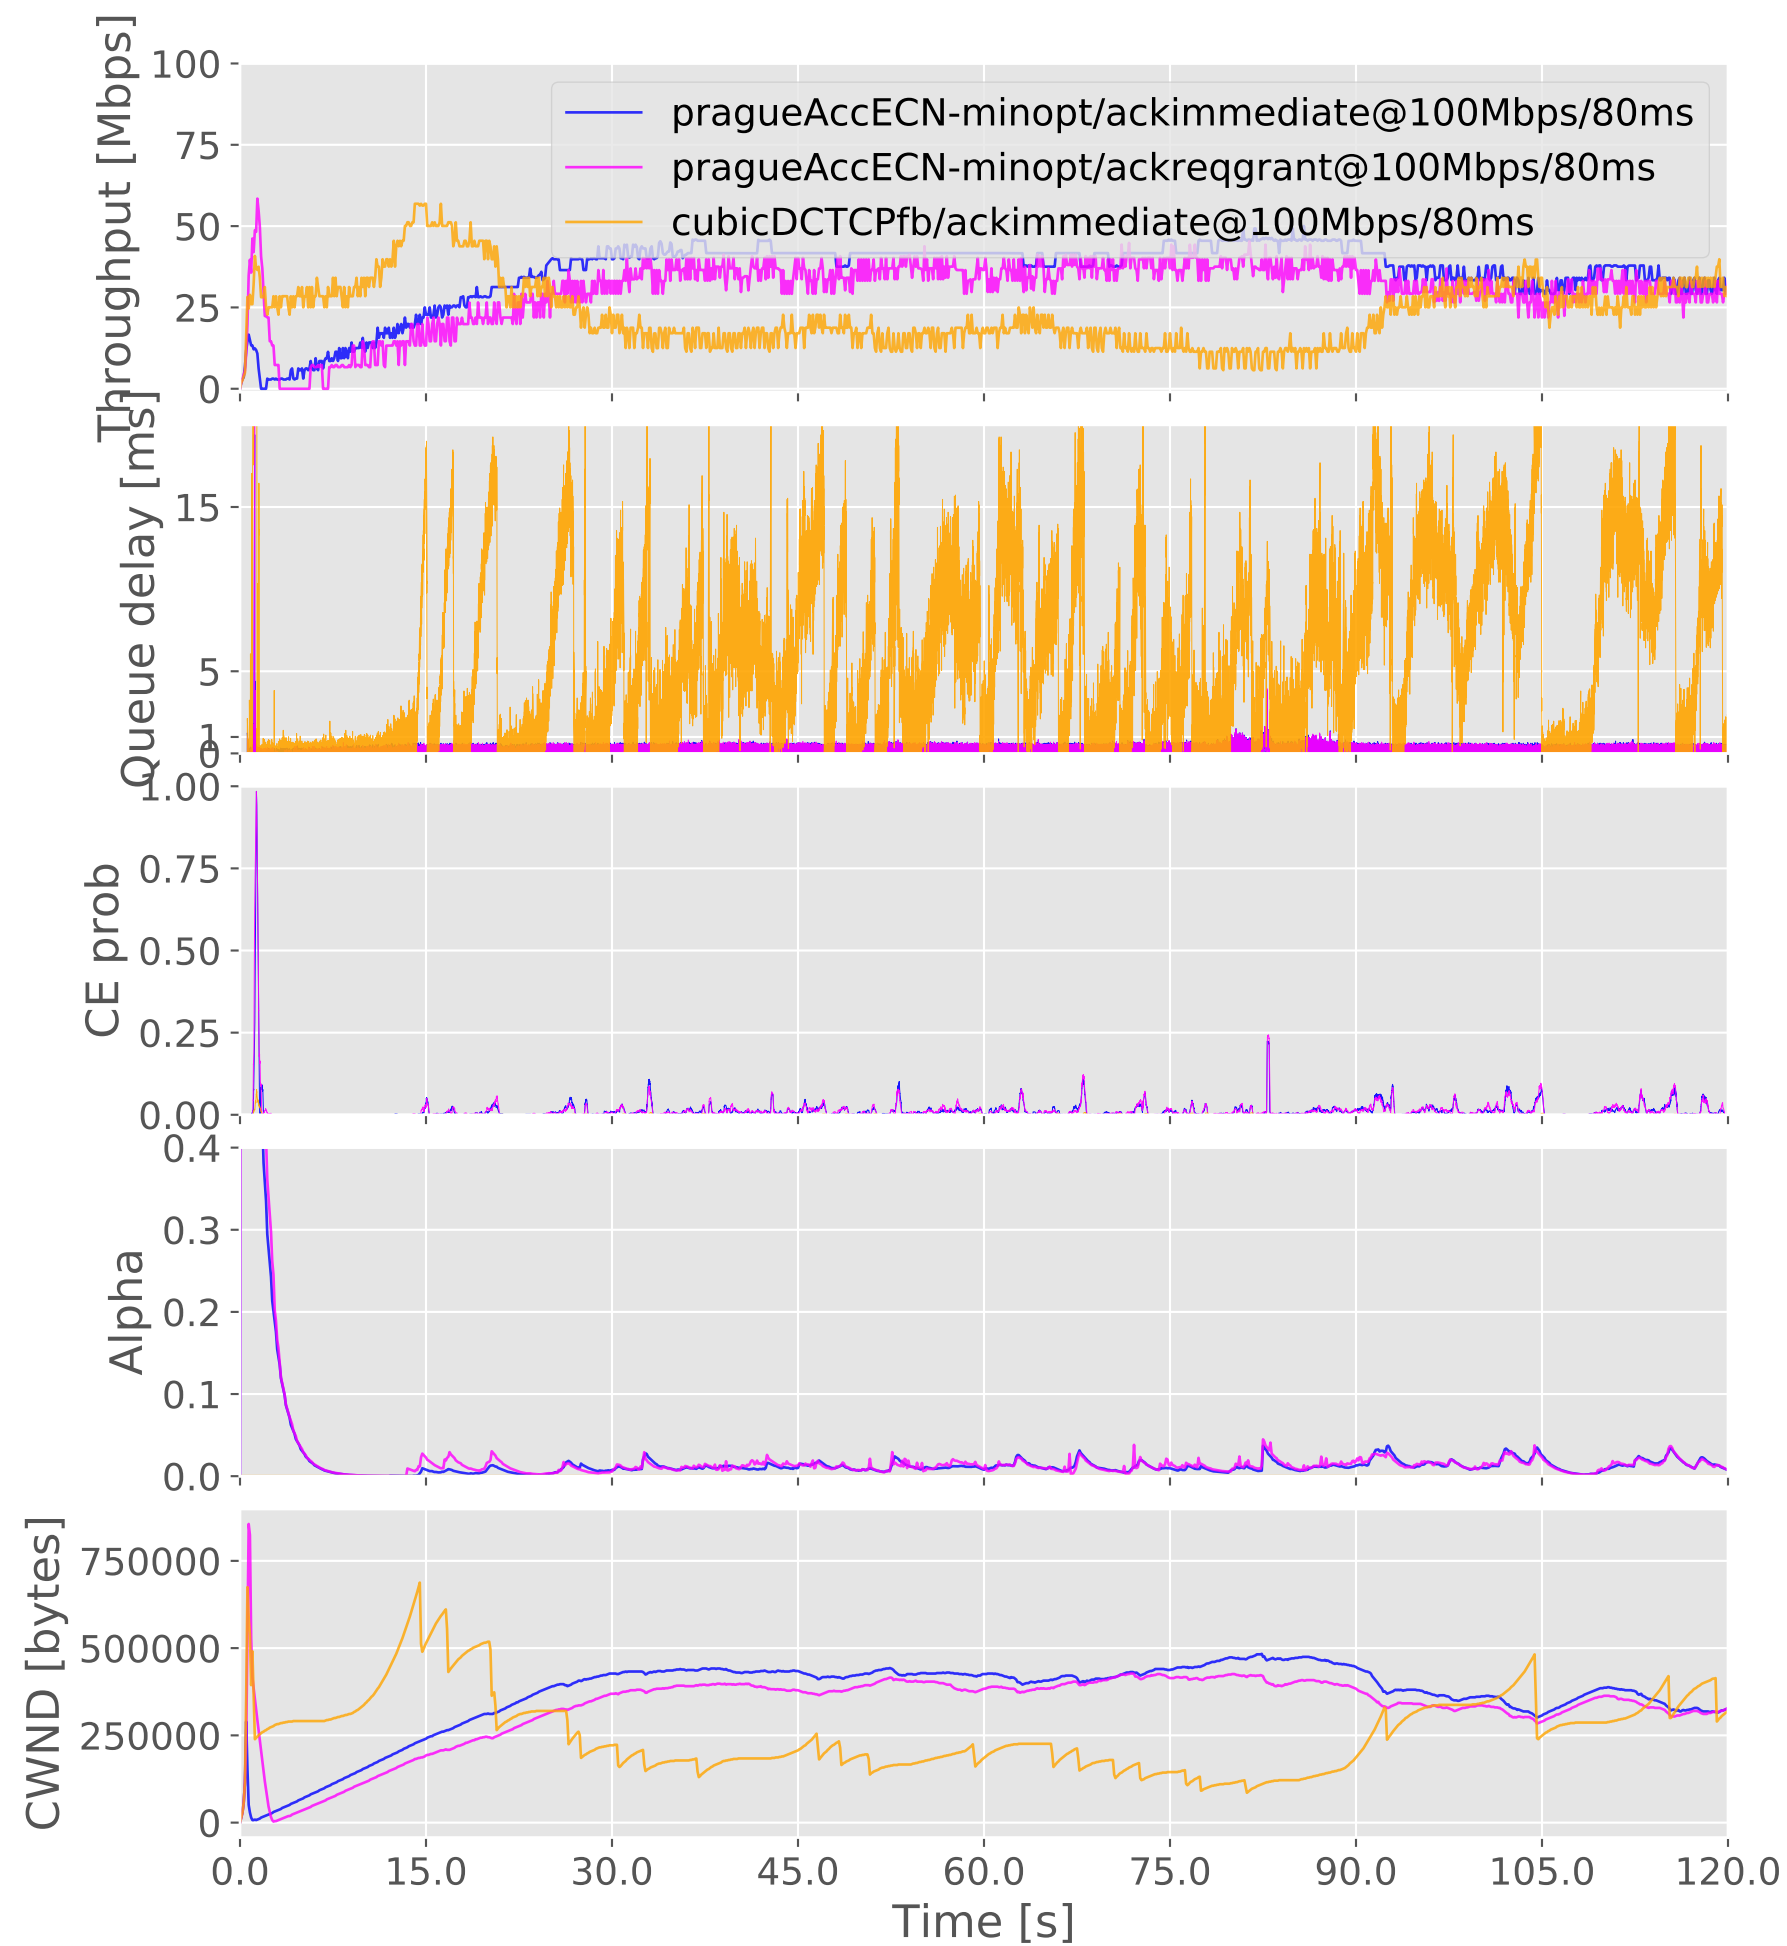 Throughput [Mbps]
100
75
50
25
0
pragueAccECN-minopt/ackimmediate@100Mbps/80ms
pragueAccECN-minopt/ackreqgrant@100Mbps/80ms
cubicDCTCPfb/ackimmediate@100Mbps/80ms
Queue delay [ms]
15
5
1
0
CE prob
1.00
0.75
0.50
0.25
0.00
Alpha
0.4
0.3
0.2
0.1
0.0
CWND [bytes]
750000
500000
250000
0
0.0 15.0 30.0 45.0 60.0 75.0 90.0 105.0 120.0
Time [s]